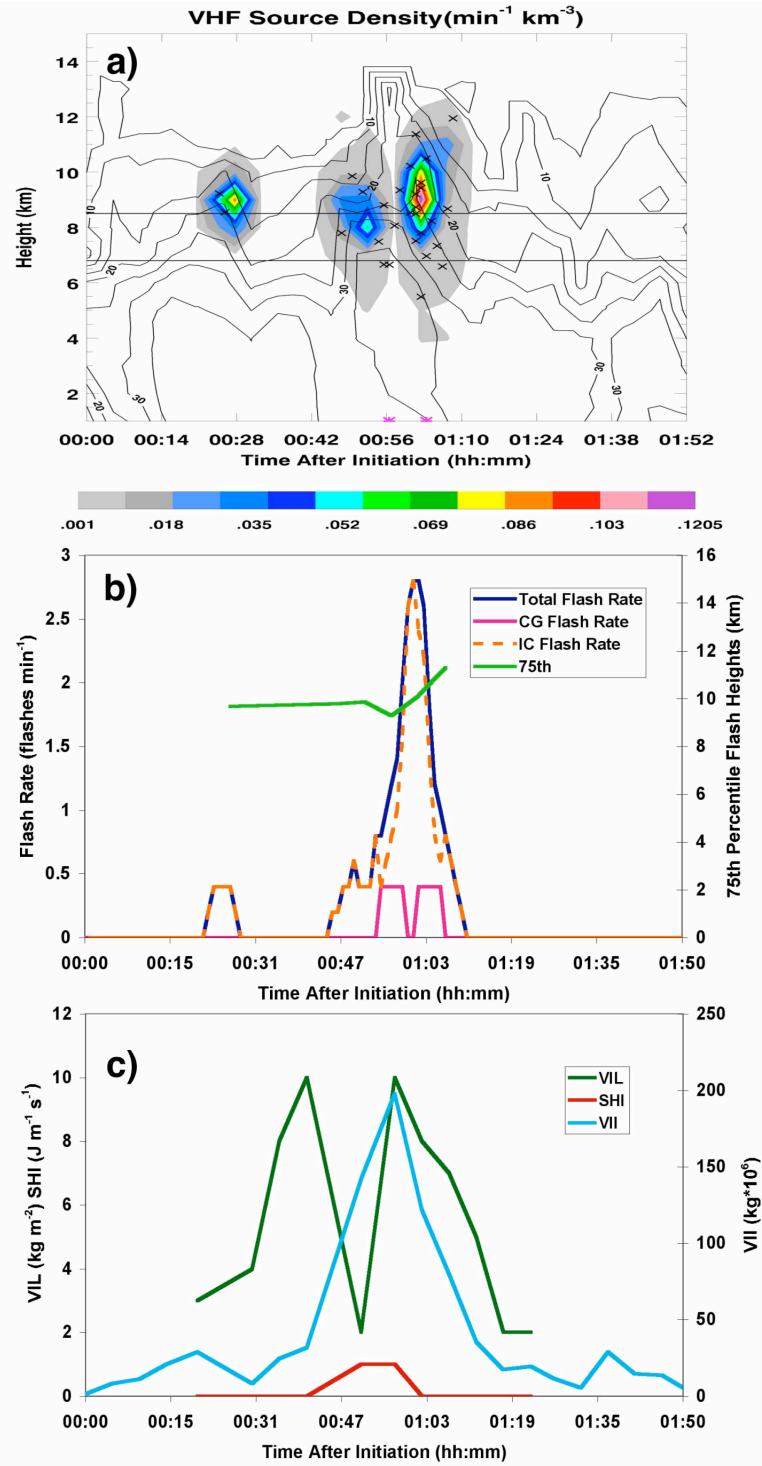 VHF Source Density(min⁻¹ km⁻³)
a)
14
12
10
8
6
4
2
Height (km)
10
10
10
10
20
20
20
20
30
30
30
30
30
00:00 00:14 00:28 00:42 00:56 01:10 01:24 01:38 01:52
Time After Initiation (hh:mm)
.001 .018 .035 .052 .069 .086 .103 .1205
b)
3
2.5
2
1.5
1
0.5
0
Flash Rate (flashes min⁻¹)
Total Flash Rate
CG Flash Rate
IC Flash Rate
75th
16
14
12
10
8
6
4
2
0
75th Percentile Flash Heights (km)
00:00 00:15 00:31 00:47 01:03 01:19 01:35 01:50
Time After Initiation (hh:mm)
c)
12
10
8
6
4
2
0
VIL (kg m⁻²) SHI (J m⁻¹ s⁻¹)
VIL
SHI
VII
250
200
150
100
50
0
VII (kg*10⁶)
00:00 00:15 00:31 00:47 01:03 01:19 01:35 01:50
Time After Initiation (hh:mm)